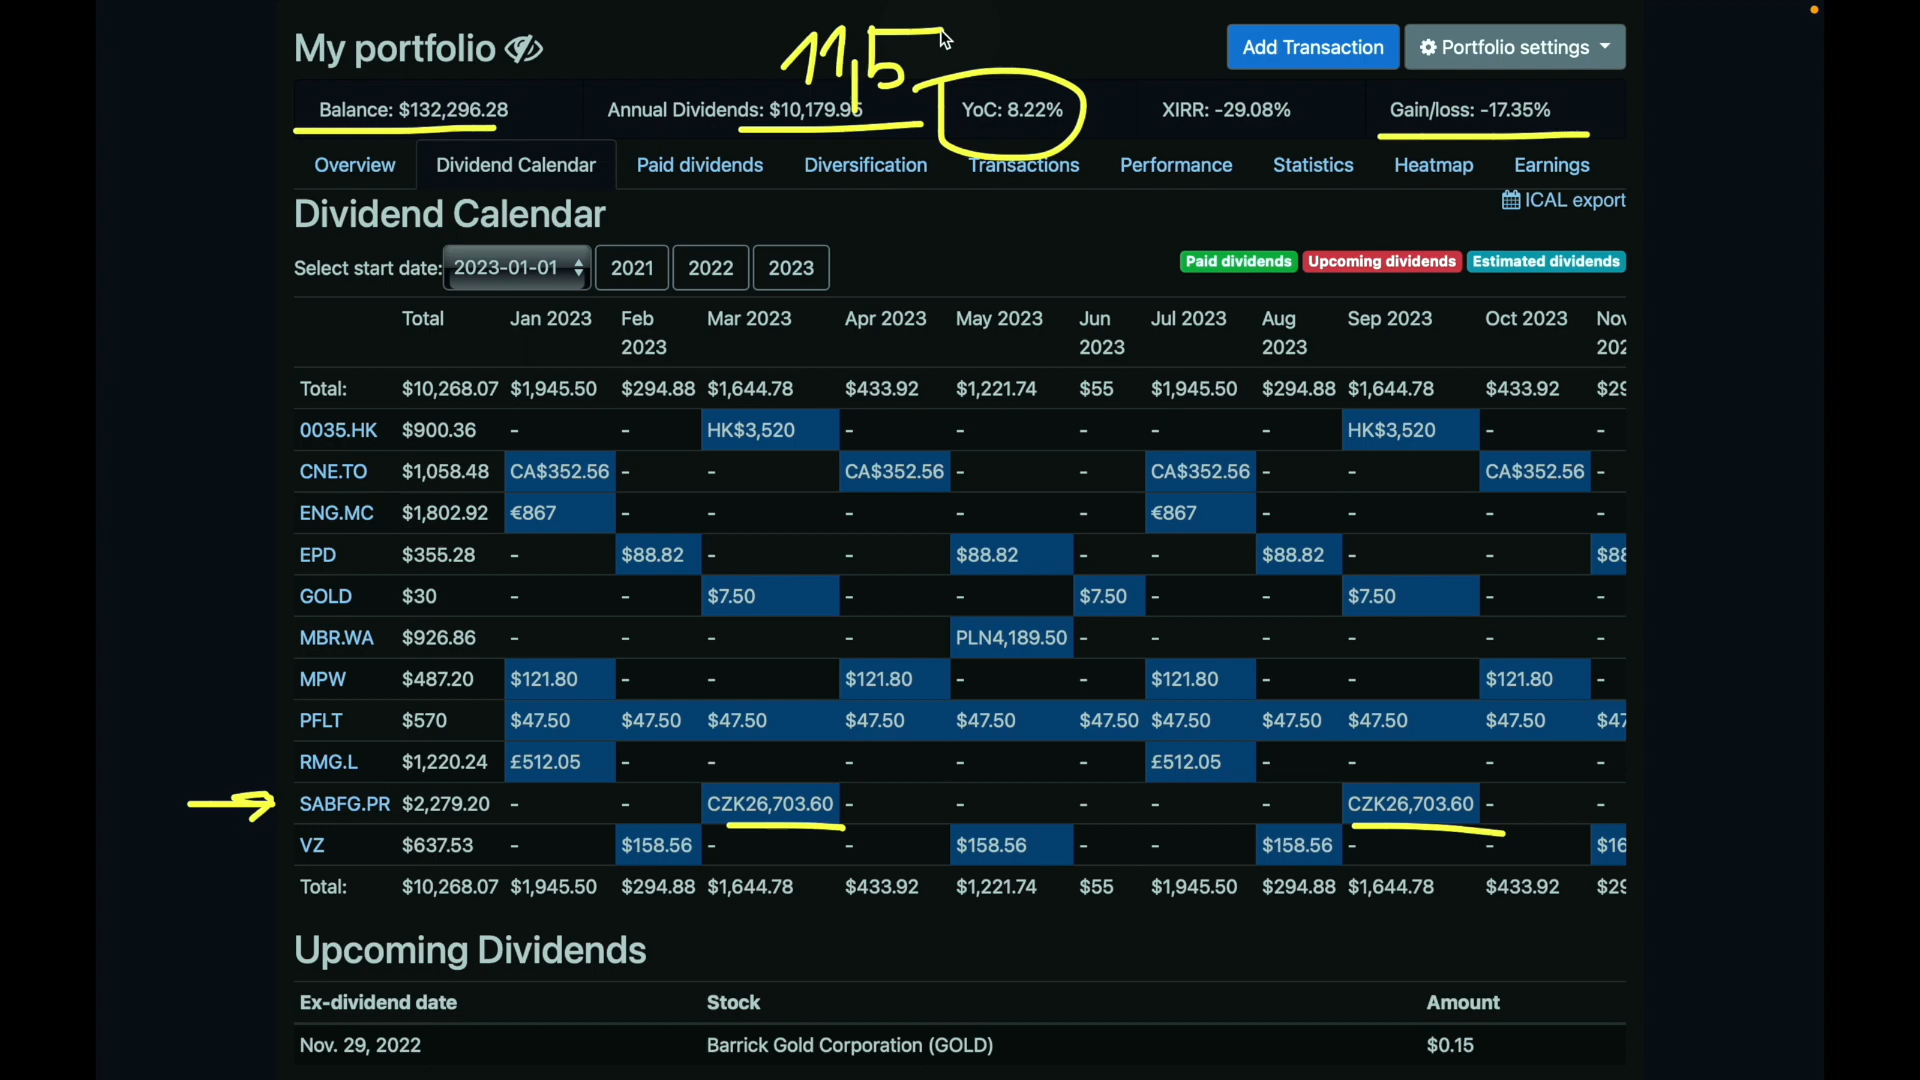 My portfolio
11,5
Add Transaction
Portfolio settings
Balance: $132,296.28 Annual Dividends: $10,179.95 YoC: 8.22% XIRR: -29.08% Gain/loss: -17.35%
Overview Dividend Calendar Paid dividends Diversification Transactions Performance Statistics Heatmap Earnings
Dividend Calendar
ICAL export
Select start date: 2023-01-01 2021 2022 2023
Paid dividends Upcoming dividends Estimated dividends
Total Jan 2023 Feb 2023 Mar 2023 Apr 2023 May 2023 Jun 2023 Jul 2023 Aug 2023 Sep 2023 Oct 2023 Nov 202
Total: $10,268.07 $1,945.50 $294.88 $1,644.78 $433.92 $1,221.74 $55 $1,945.50 $294.88 $1,644.78 $433.92 $29
0035.HK $900.36 - - HK$3,520 - - - - - HK$3,520 - -
CNE.TO $1,058.48 CA$352.56 - - CA$352.56 - - CA$352.56 - - CA$352.56 -
ENG.MC $1,802.92 €867 - - - - - €867 - - - -
EPD $355.28 - $88.82 - - $88.82 - - $88.82 - - $88
GOLD $30 - - $7.50 - - $7.50 - - $7.50 - -
MBR.WA $926.86 - - - - PLN4,189.50 - - - - - -
MPW $487.20 $121.80 - - $121.80 - - $121.80 - - $121.80 -
PFLT $570 $47.50 $47.50 $47.50 $47.50 $47.50 $47.50 $47.50 $47.50 $47.50 $47.50 $47
RMG.L $1,220.24 £512.05 - - - - - £512.05 - - - -
SABFG.PR $2,279.20 - - CZK26,703.60 - - - - - CZK26,703.60 - -
VZ $637.53 - $158.56 - - $158.56 - - $158.56 - - $16
Total: $10,268.07 $1,945.50 $294.88 $1,644.78 $433.92 $1,221.74 $55 $1,945.50 $294.88 $1,644.78 $433.92 $29
Upcoming Dividends
Ex-dividend date Stock Amount
Nov. 29, 2022 Barrick Gold Corporation (GOLD) $0.15